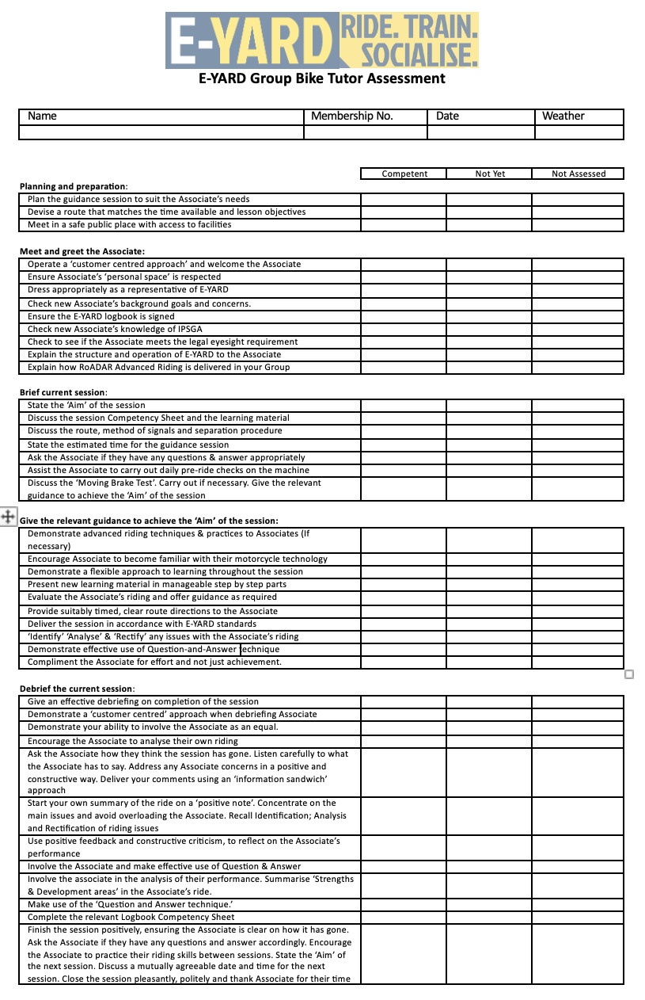 E-YARD RIDE. TRAIN.
SOCIALISE.
E-YARD Group Bike Tutor Assessment
Name Membership No. Date Weather
Competent Not Yet Not Assessed
Planning and preparation:
Plan the guidance session to suit the Associate's needs
Devise a route that matches the time available and lesson objectives
Meet in a safe public place with access to facilities
Meet and greet the Associate:
Operate a ‘customer centred approach’ and welcome the Associate
Ensure Associate’s ‘personal space’ is respected
Dress appropriately as a representative of E-YARD
Check new Associate’s background goals and concerns.
Ensure the E-YARD logbook is signed
Check new Associate’s knowledge of IPSGA
Check to see if the Associate meets the legal eyesight requirement
Explain the structure and operation of E-YARD to the Associate
Explain how RoADAR Advanced Riding is delivered in your Group
Brief current session:
State the ‘Aim’ of the session
Discuss the session Competency Sheet and the learning material
Discuss the route, method of signals and separation procedure
State the estimated time for the guidance session
Ask the Associate if they have any questions & answer appropriately
Assist the Associate to carry out daily pre-ride checks on the machine
Discuss the ‘Moving Brake Test’. Carry out if necessary. Give the relevant
guidance to achieve the ‘Aim’ of the session
Give the relevant guidance to achieve the ‘Aim’ of the session:
Demonstrate advanced riding techniques & practices to Associates (If
necessary)
Encourage Associate to become familiar with their motorcycle technology
Demonstrate a flexible approach to learning throughout the session
Present new learning material in manageable step by step parts
Evaluate the Associate’s riding and offer guidance as required
Provide suitably timed, clear route directions to the Associate
Deliver the session in accordance with E-YARD standards
‘Identify’ ‘Analyse’ & ‘Rectify’ any issues with the Associate’s riding
Demonstrate effective use of Question-and-Answer technique
Compliment the Associate for effort and not just achievement.
Debrief the current session:
Give an effective debriefing on completion of the session
Demonstrate a ‘customer centred’ approach when debriefing Associate
Demonstrate your ability to involve the Associate as an equal.
Encourage the Associate to analyse their own riding
Ask the Associate how they think the session has gone. Listen carefully to what
the Associate has to say. Address any Associate concerns in a positive and
constructive way. Deliver your comments using an ‘information sandwich’
approach
Start your own summary of the ride on a ‘positive note’. Concentrate on the
main issues and avoid overloading the Associate. Recall Identification; Analysis
and Rectification of riding issues
Use positive feedback and constructive criticism, to reflect on the Associate’s
performance
Involve the Associate and make effective use of Question & Answer
Involve the associate in the analysis of their performance. Summarise ‘Strengths
& Development areas’ in the Associate’s ride.
Make use of the ‘Question and Answer technique.’
Complete the relevant Logbook Competency Sheet
Finish the session positively, ensuring the Associate is clear on how it has gone.
Ask the Associate if they have any questions and answer accordingly. Encourage
the Associate to practice their riding skills between sessions. State the ‘Aim’ of
the next session. Discuss a mutually agreeable date and time for the next
session. Close the session pleasantly, politely and thank Associate for their time